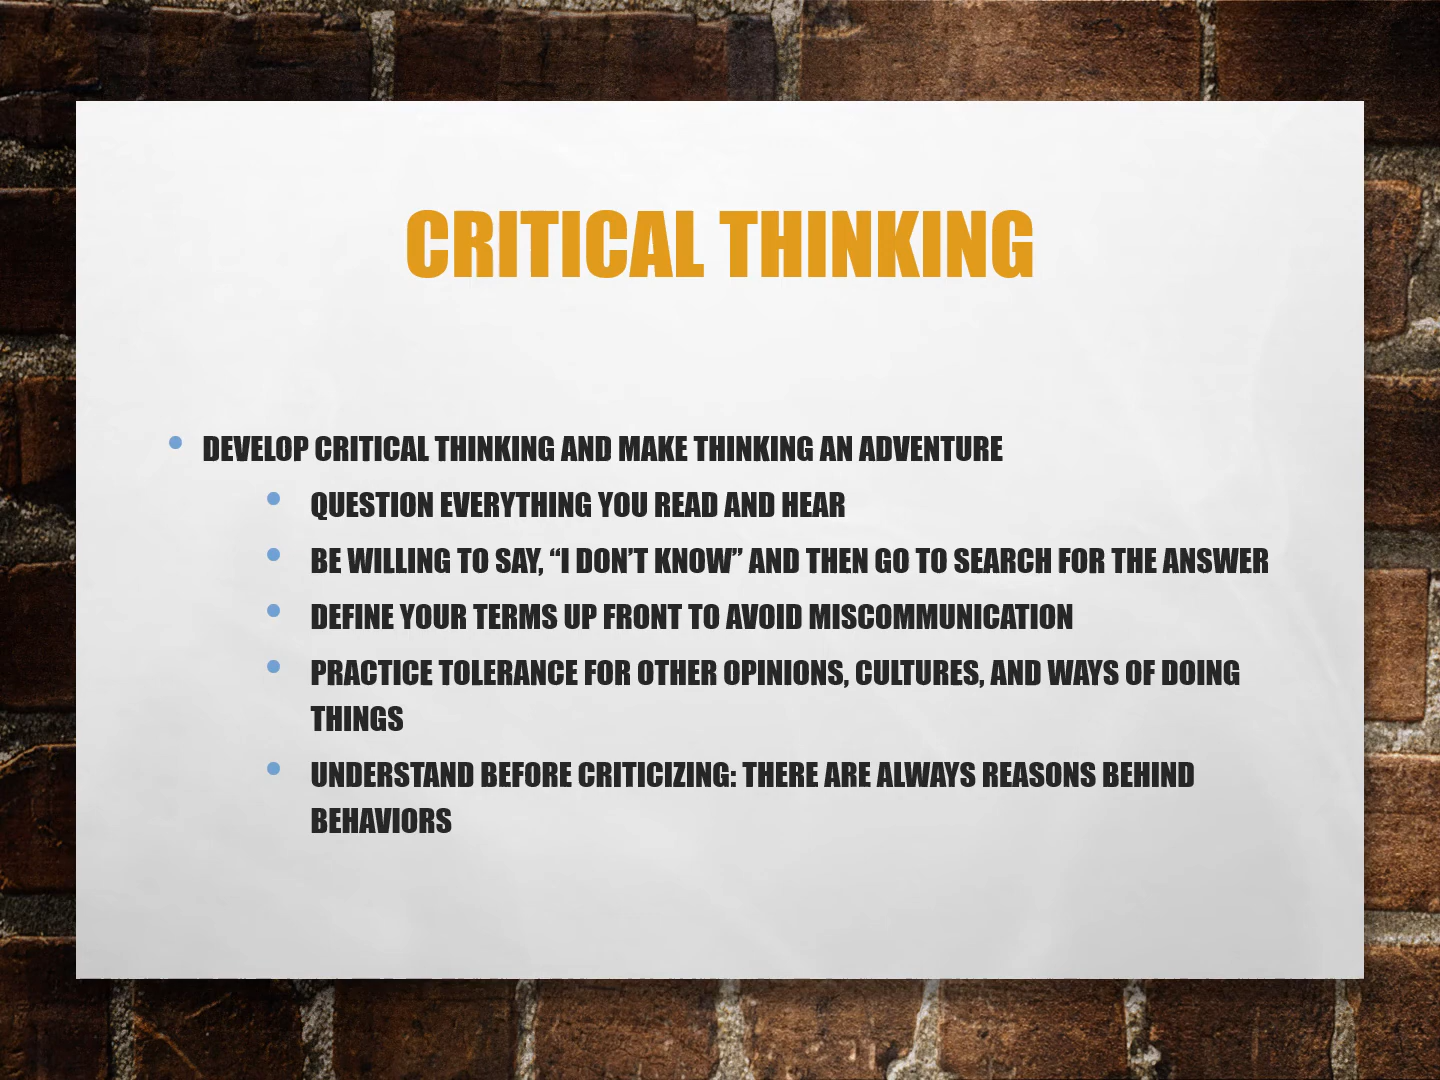 CRITICAL THINKING
• DEVELOP CRITICAL THINKING AND MAKE THINKING AN ADVENTURE
• QUESTION EVERYTHING YOU READ AND HEAR
• BE WILLING TO SAY, “I DON’T KNOW” AND THEN GO TO SEARCH FOR THE ANSWER
• DEFINE YOUR TERMS UP FRONT TO AVOID MISCOMMUNICATION
• PRACTICE TOLERANCE FOR OTHER OPINIONS, CULTURES, AND WAYS OF DOING
THINGS
• UNDERSTAND BEFORE CRITICIZING: THERE ARE ALWAYS REASONS BEHIND
BEHAVIORS